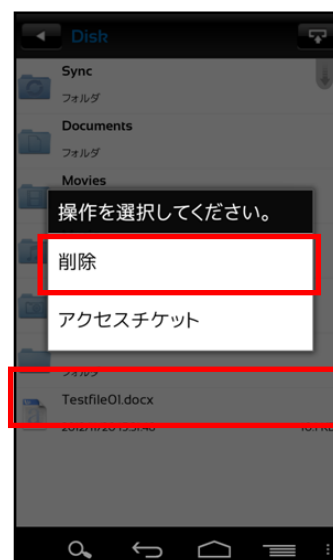 Disk
Sync
フォルダ
Documents
フォルダ
Movies
操作を選択してください。
削除
アクセスチケット
フォルダ
Testfile01.docx